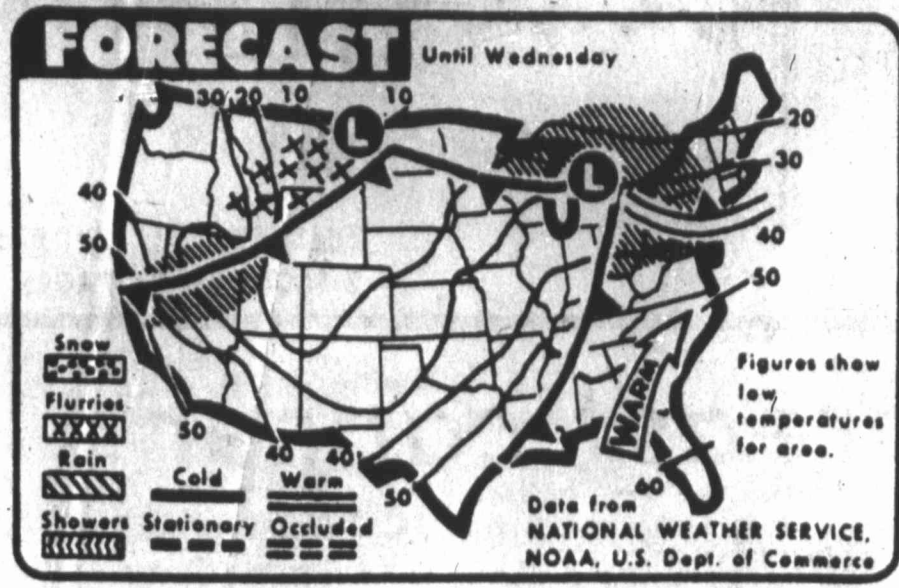 FORECAST
Until Wednesday
30 20 10 10
L
20
L
30
40
50
40
50
WARM
Figures show
low
temperatures
for area.
Snow
Flurries
XXXX
Rain
Showers
50
40
40
50
60
Cold
Warm
Stationary
Occluded
Data from
NATIONAL WEATHER SERVICE,
NOAA, U.S. Dept. of Commerce